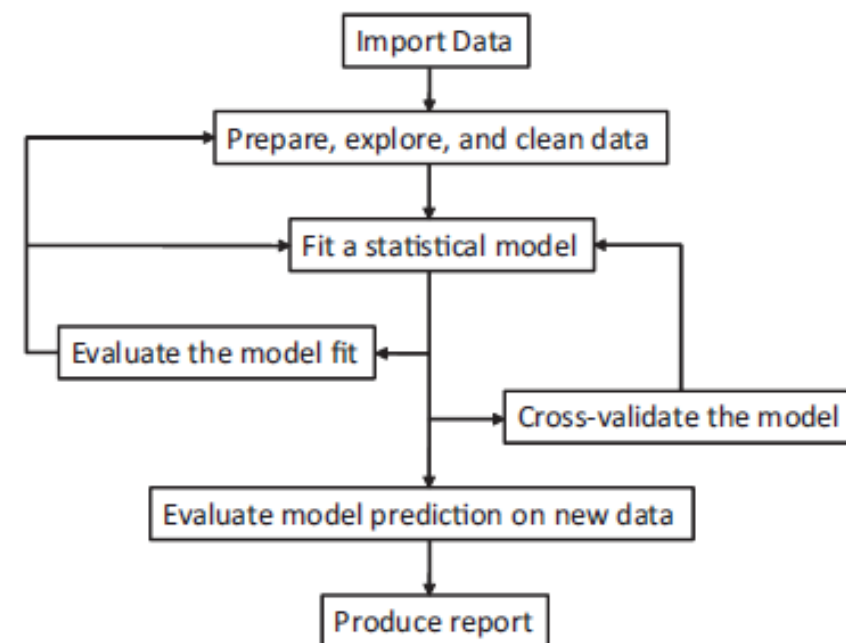 Import Data
Prepare, explore, and clean data
Fit a statistical model
Evaluate the model fit
Cross-validate the model
Evaluate model prediction on new data
Produce report